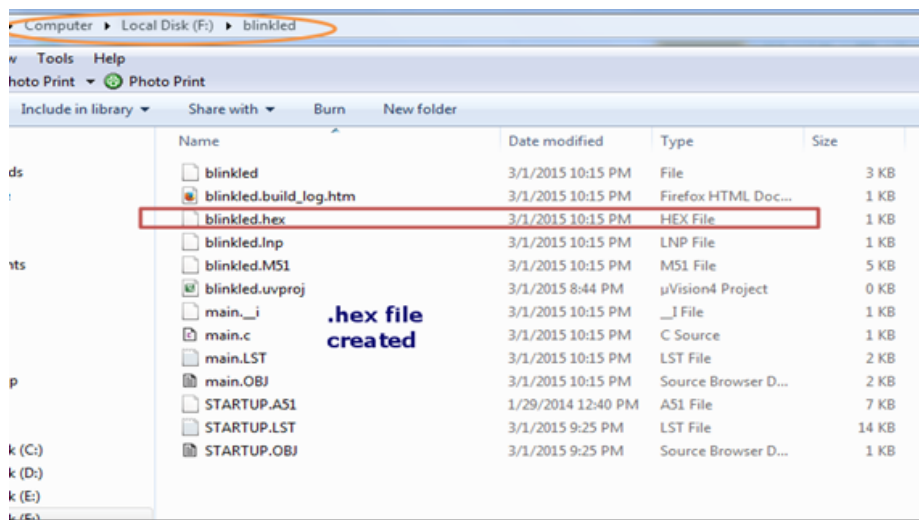 Computer ▸ Local Disk (F:) ▸ blinkled
w Tools Help
hoto Print Photo Print
Include in library Share with Burn New folder
Name Date modified Type Size
ds
blinkled 3/1/2015 10:15 PM File 3 KB
blinkled.build_log.htm 3/1/2015 10:15 PM Firefox HTML Doc... 1 KB
blinkled.hex 3/1/2015 10:15 PM HEX File 1 KB
blinkled.lnp 3/1/2015 10:15 PM LNP File 1 KB
nts
blinkled.M51 3/1/2015 10:15 PM M51 File 5 KB
blinkled.uvproj 3/1/2015 8:44 PM µVision4 Project 0 KB
main.__i 3/1/2015 10:15 PM __I File 1 KB
main.c 3/1/2015 10:15 PM C Source 1 KB
.hex file
created
main.LST 3/1/2015 10:15 PM LST File 2 KB
p
main.OBJ 3/1/2015 10:15 PM Source Browser D... 2 KB
STARTUP.A51 1/29/2014 12:40 PM A51 File 7 KB
STARTUP.LST 3/1/2015 9:25 PM LST File 14 KB
STARTUP.OBJ 3/1/2015 9:25 PM Source Browser D... 1 KB
k (C:)
k (D:)
k (E:)
k (F:)